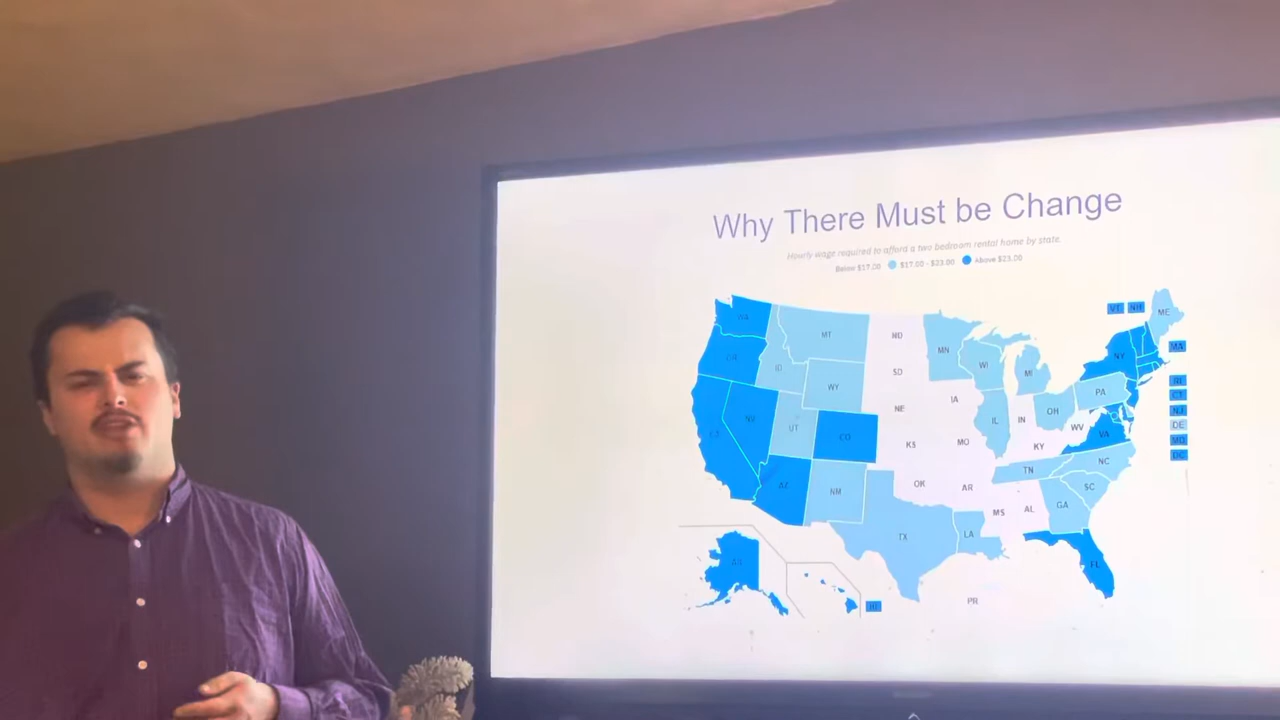 Why There Must be Change
Hourly wage required to afford a two bedroom rental home by state.
Below $17.00 $17.00 - $23.00 Above $23.00
VT NH
WA MT ND MN ME
OR ID SD WI MI NY MA
WY
NV UT CO NE IA IL IN OH PA RI
CT
NJ
DE
CA KS MO KY WV VA MD
DC
AZ NM OK AR TN NC
SC
TX LA MS AL GA
FL
AK HI PR